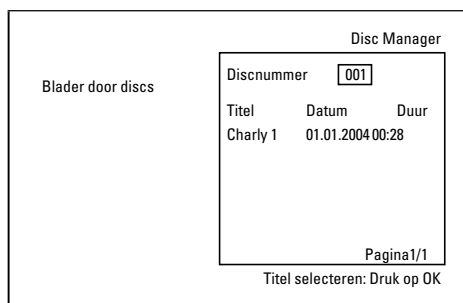 Disc Manager
Blader door discs
Discnummer 001
Titel Datum Duur
Charly 1 01.01.2004 00:28
Pagina1/1
Titel selecteren: Druk op OK